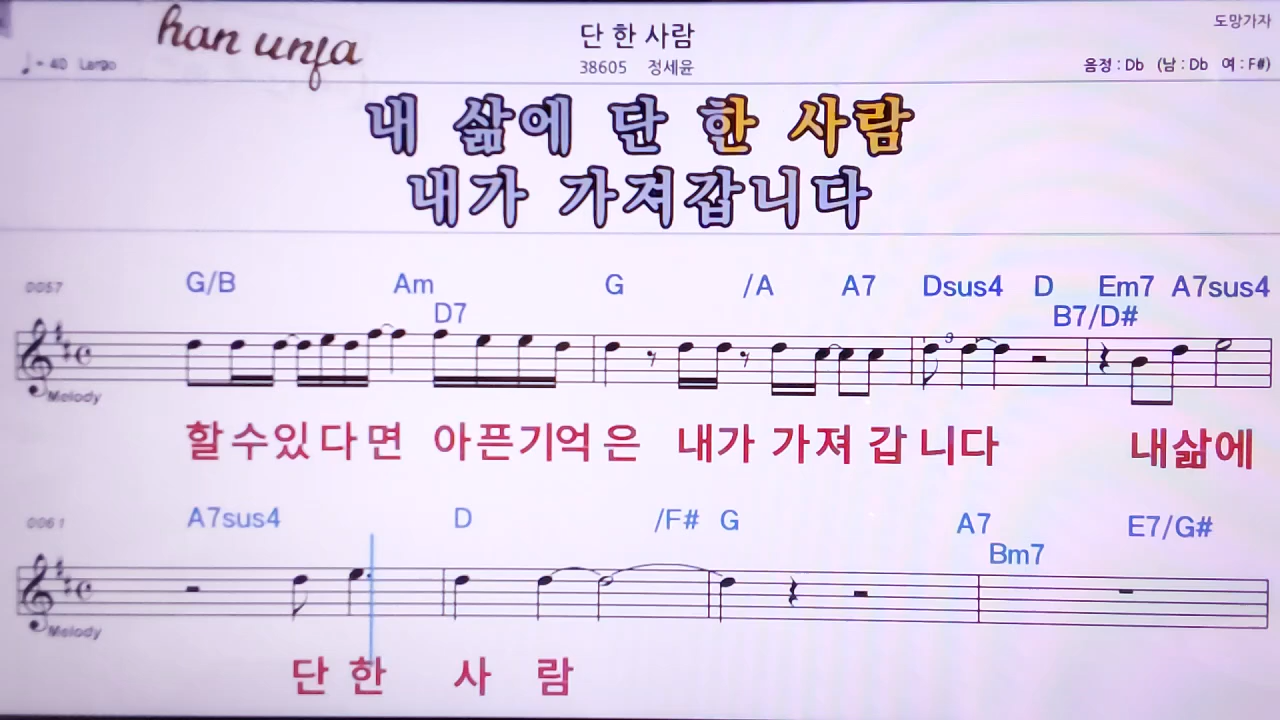 han unfa
단 한 사람
도망가자
♩= 40 Largo
38605 정세윤
음정 : Db (남 : Db 여 : F#)
내 삶에 단 한 사람
내가 가져갑니다
0057
G/B Am G /A A7 Dsus4 D Em7 A7sus4
D7 B7/D#
3
Melody
할 수 있 다 면 아 픈 기 억 은 내 가 가 져 갑 니 다 내 삶 에
0061
A7sus4 D /F# G A7 E7/G#
Bm7
Melody
단 한 사 람